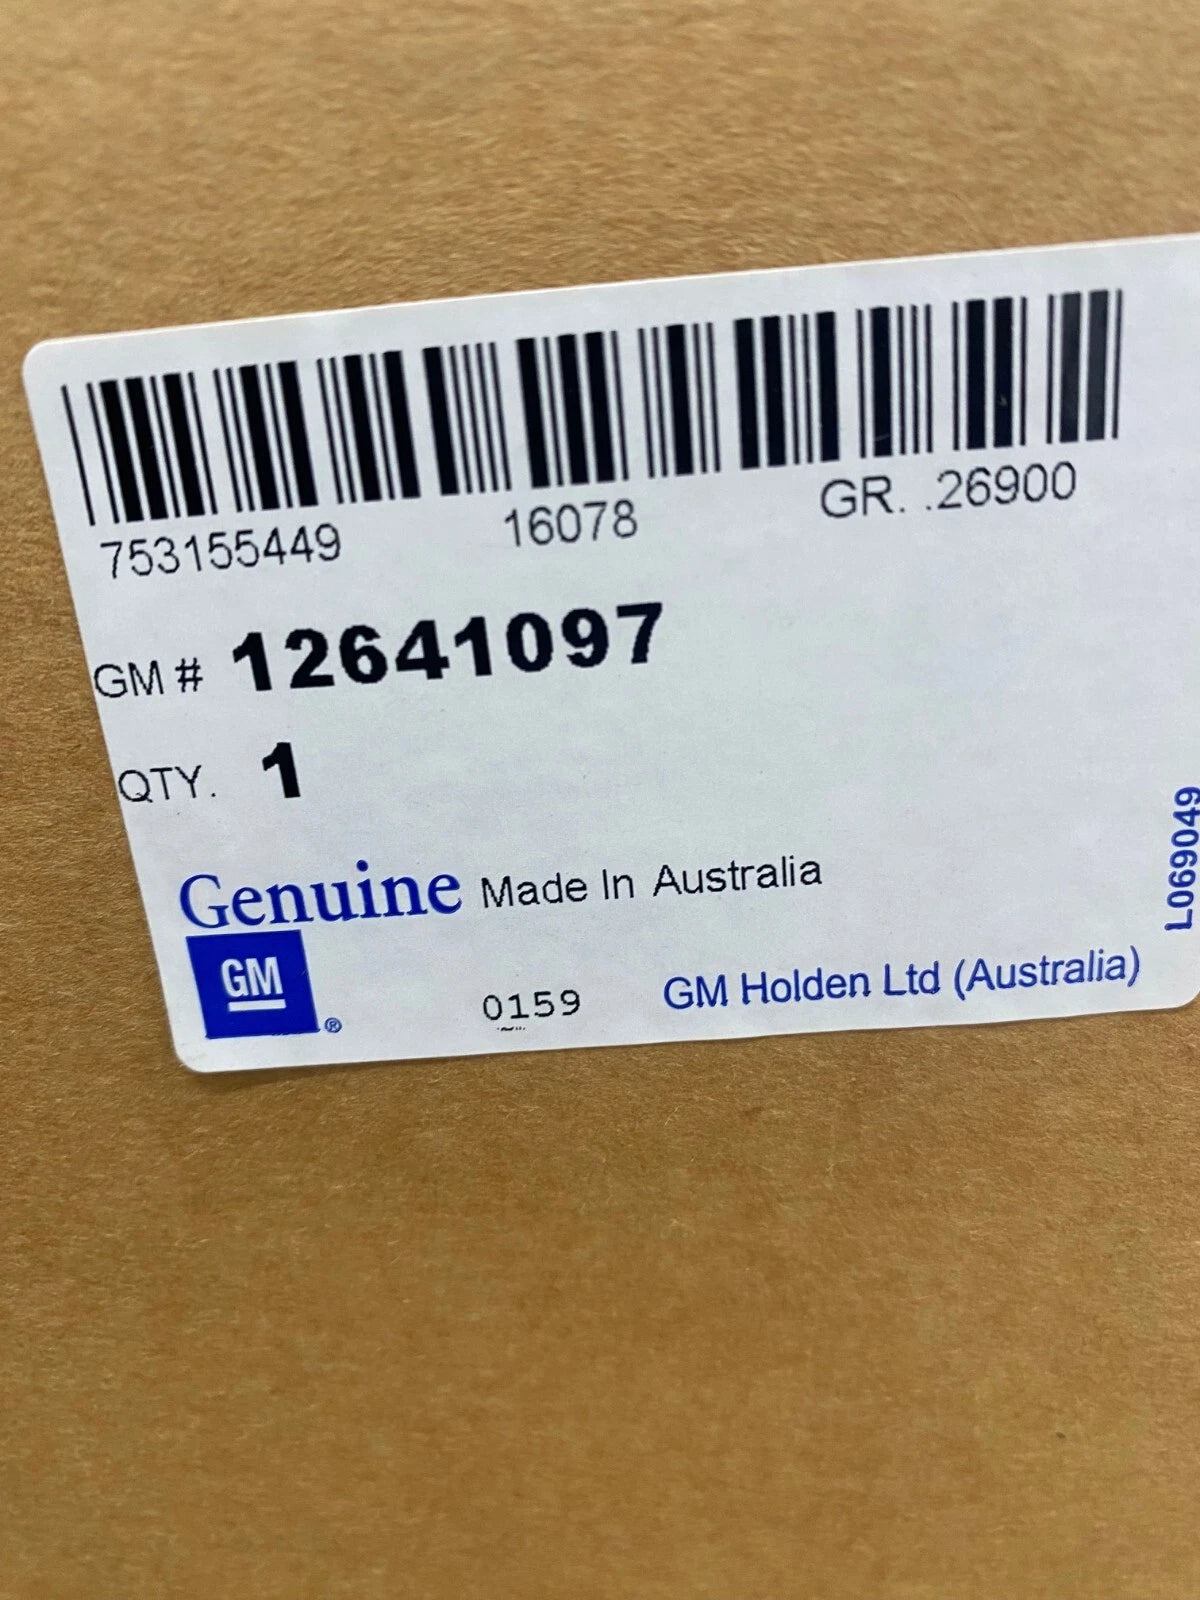 753155449 16078 GR. .26900
GM # 12641097
QTY. 1
Genuine Made In Australia
GM ®
0159 GM Holden Ltd (Australia)
L069049